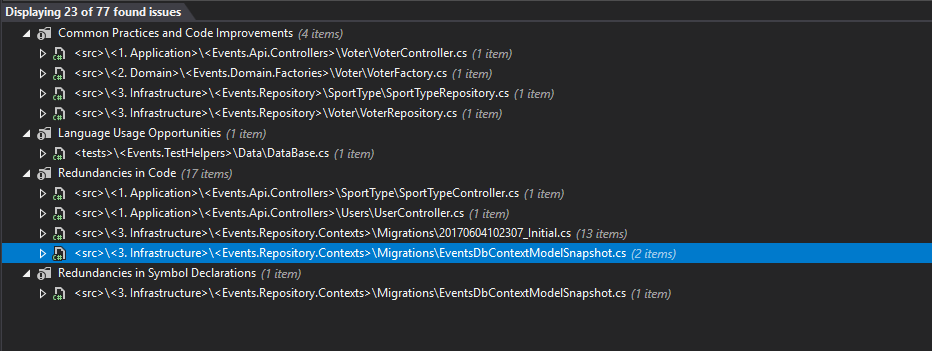 Displaying 23 of 77 found issues
Common Practices and Code Improvements (4 items)
<src>\<1. Application>\<Events.Api.Controllers>\Voter\VoterController.cs (1 item)
<src>\<2. Domain>\<Events.Domain.Factories>\Voter\VoterFactory.cs (1 item)
<src>\<3. Infrastructure>\<Events.Repository>\SportType\SportTypeRepository.cs (1 item)
<src>\<3. Infrastructure>\<Events.Repository>\Voter\VoterRepository.cs (1 item)
Language Usage Opportunities (1 item)
<tests>\<Events.TestHelpers>\Data\DataBase.cs (1 item)
Redundancies in Code (17 items)
<src>\<1. Application>\<Events.Api.Controllers>\SportType\SportTypeController.cs (1 item)
<src>\<1. Application>\<Events.Api.Controllers>\Users\UserController.cs (1 item)
<src>\<3. Infrastructure>\<Events.Repository.Contexts>\Migrations\20170604102307_Initial.cs (13 items)
<src>\<3. Infrastructure>\<Events.Repository.Contexts>\Migrations\EventsDbContextModelSnapshot.cs (2 items)
Redundancies in Symbol Declarations (1 item)
<src>\<3. Infrastructure>\<Events.Repository.Contexts>\Migrations\EventsDbContextModelSnapshot.cs (1 item)